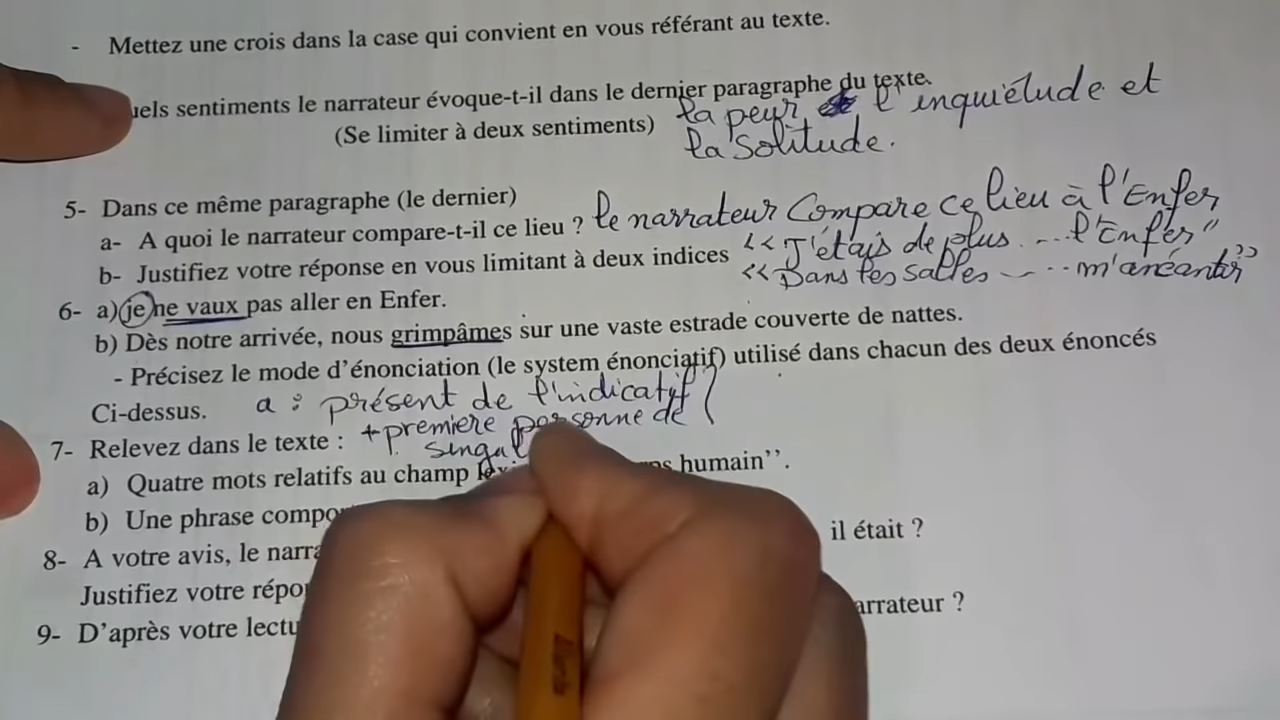 - Mettez une crois dans la case qui convient en vous référant au texte.
uels sentiments le narrateur évoque-t-il dans le dernier paragraphe du texte.
(Se limiter à deux sentiments) la peur l'inquiétude et
la solitude.
5- Dans ce même paragraphe (le dernier)
a- A quoi le narrateur compare-t-il ce lieu ? le narrateur Compare ce lieu à l'Enfer
b- Justifiez votre réponse en vous limitant à deux indices << J'étais de plus ... l'Enfer"
<< Dans les salles ... m'anéantir >>
6- a) je ne vaux pas aller en Enfer.
b) Dès notre arrivée, nous grimpâmes sur une vaste estrade couverte de nattes.
- Précisez le mode d'énonciation (le system énonciatif) utilisé dans chacun des deux énoncés
Ci-dessus. a : présent de l'indicatif
+ premiere personne de
singul
7- Relevez dans le texte :
a) Quatre mots relatifs au champ humain’’.
b) Une phrase compo
8- A votre avis, le narra il était ?
Justifiez votre répo
9- D'après votre lectu arrateur ?